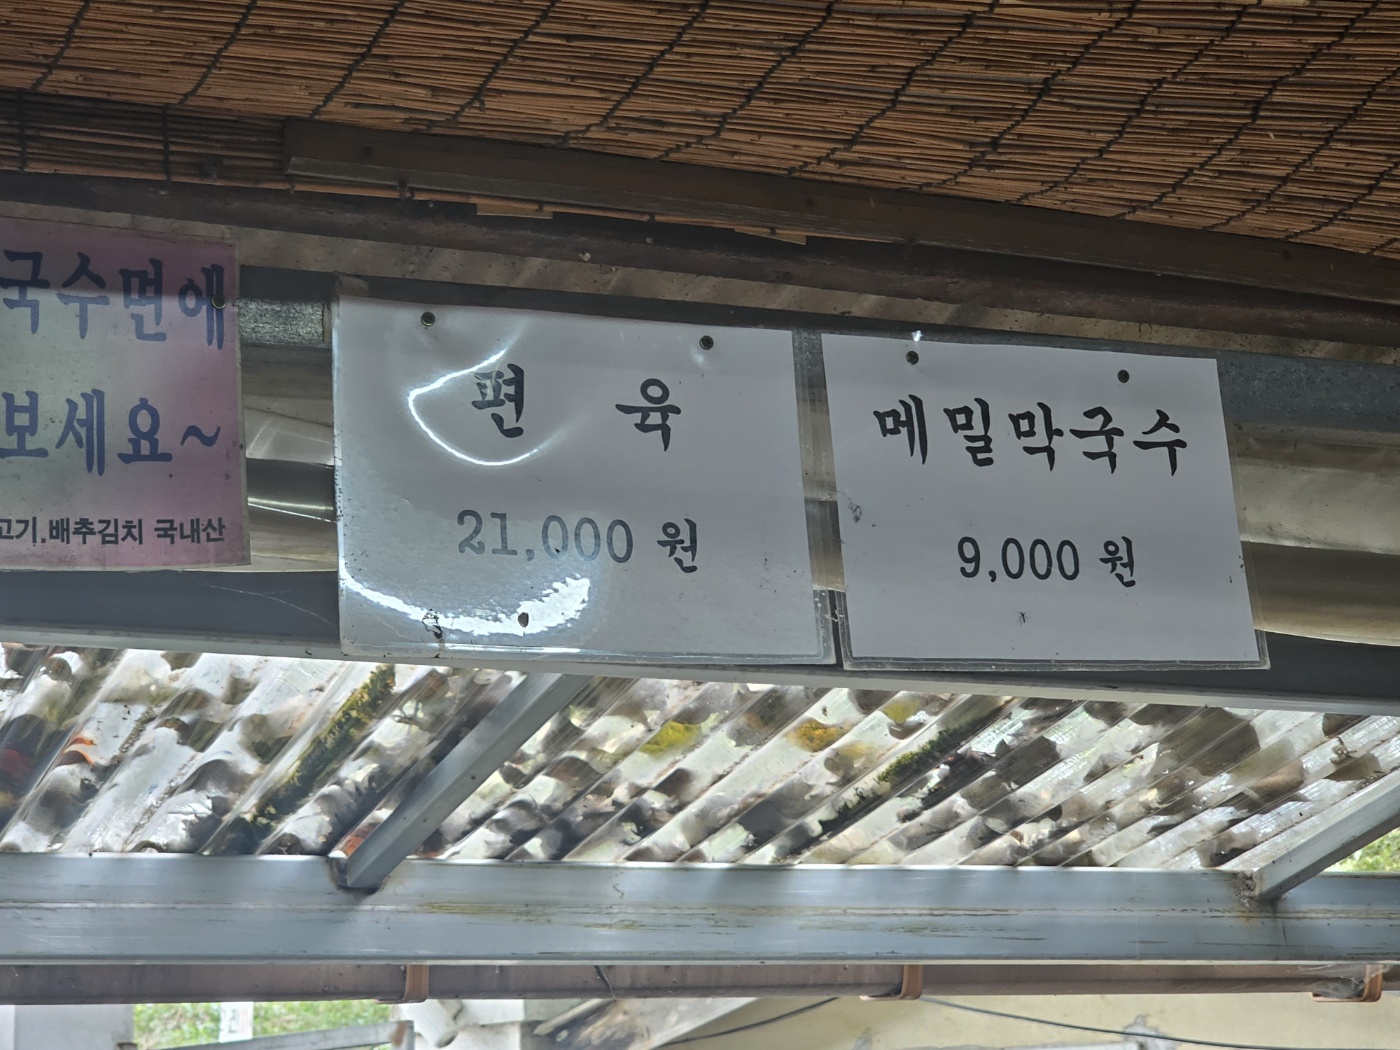 국수면에
보세요~
고기.배추김치 국내산
편 육
21,000 원
메밀막국수
9,000 원